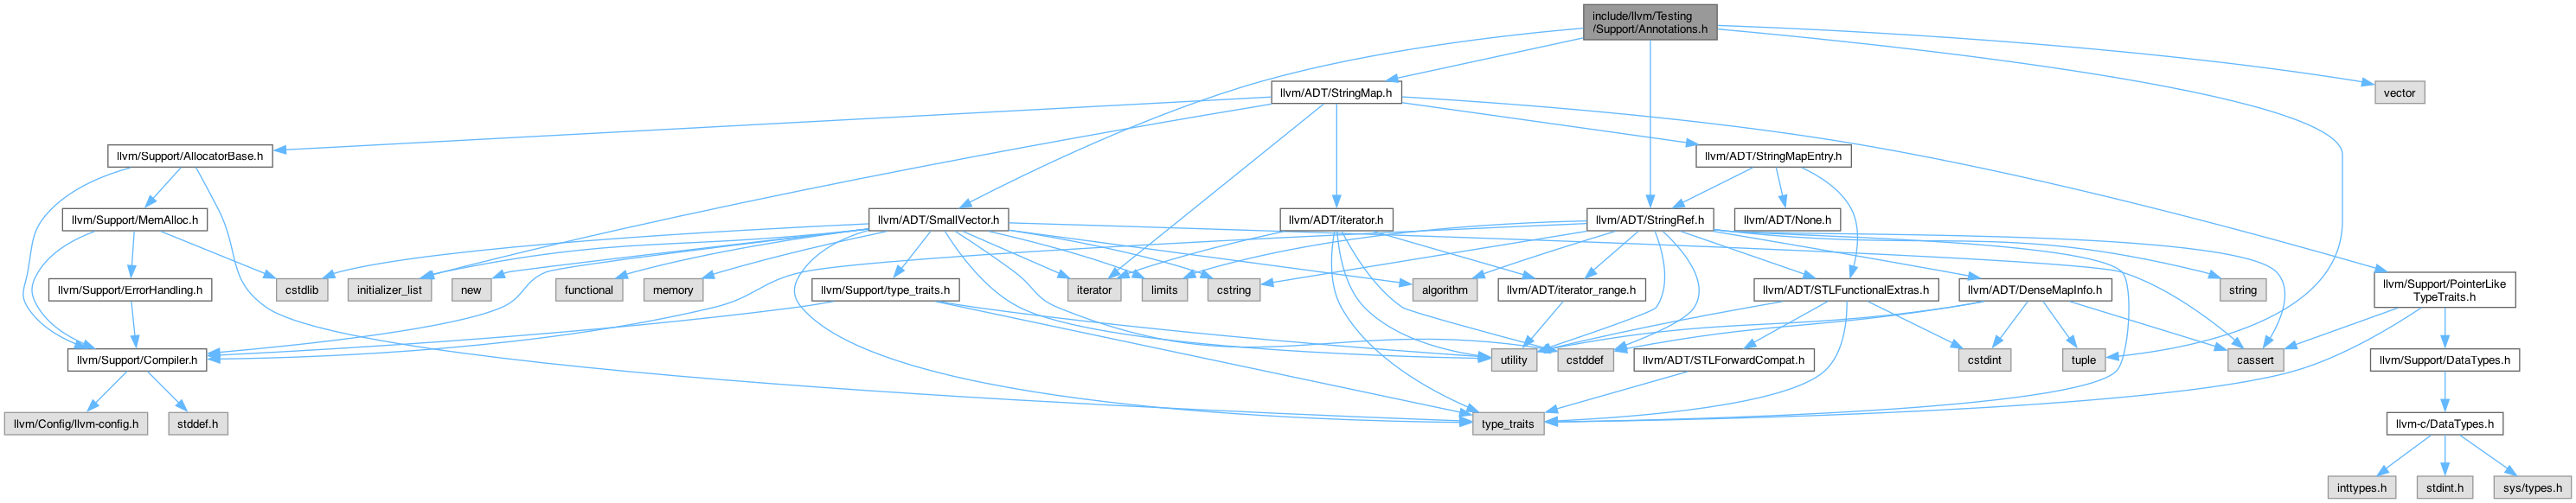 include/llvm/Testing
/Support/Annotations.h
llvm/ADT/StringMap.h
vector
llvm/Support/AllocatorBase.h
llvm/ADT/StringMapEntry.h
llvm/Support/MemAlloc.h
llvm/ADT/SmallVector.h
llvm/ADT/iterator.h
llvm/ADT/StringRef.h
llvm/ADT/None.h
llvm/Support/ErrorHandling.h
cstdlib
initializer_list
new
functional
memory
llvm/Support/type_traits.h
iterator
limits
cstring
algorithm
llvm/ADT/iterator_range.h
llvm/ADT/STLFunctionalExtras.h
llvm/ADT/DenseMapInfo.h
string
llvm/Support/PointerLike
TypeTraits.h
llvm/Support/Compiler.h
utility
cstddef
llvm/ADT/STLForwardCompat.h
cstdint
tuple
cassert
llvm/Support/DataTypes.h
llvm/Config/llvm-config.h
stddef.h
type_traits
llvm-c/DataTypes.h
inttypes.h
stdint.h
sys/types.h